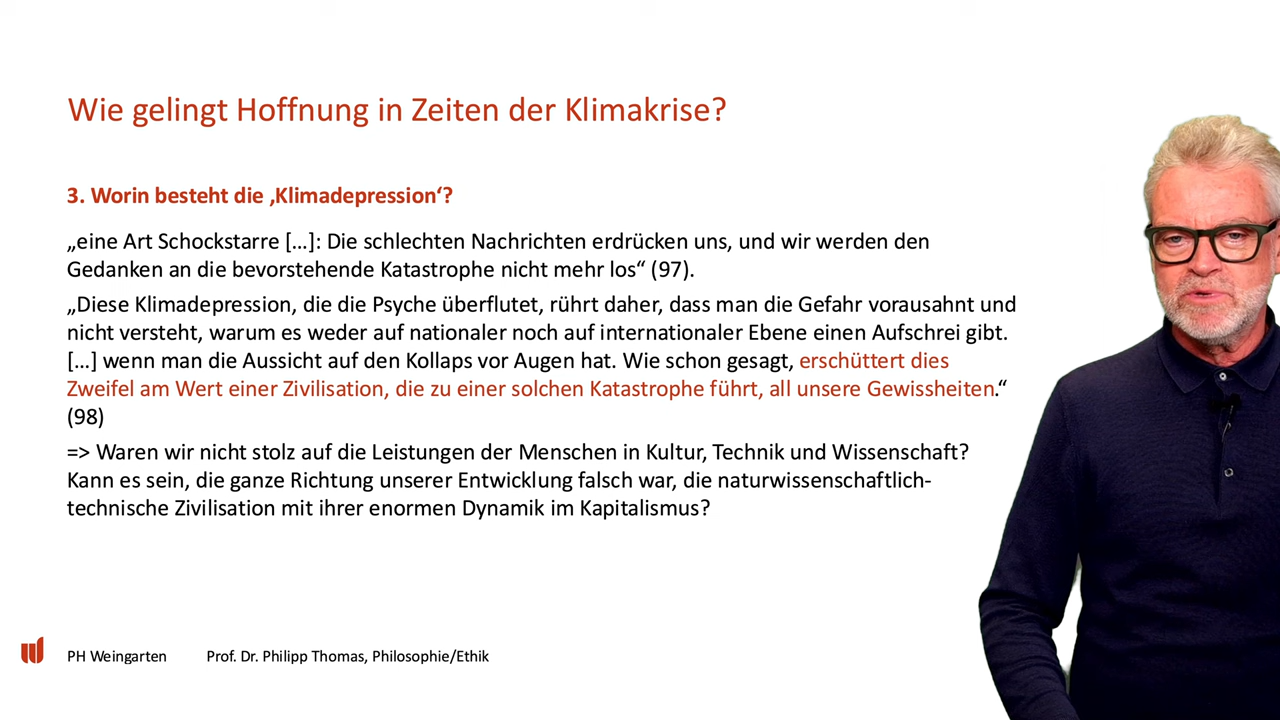 Wie gelingt Hoffnung in Zeiten der Klimakrise?
3. Worin besteht die ‚Klimadepression‘?
„eine Art Schockstarre […]: Die schlechten Nachrichten erdrücken uns, und wir werden den
Gedanken an die bevorstehende Katastrophe nicht mehr los“ (97).
„Diese Klimadepression, die die Psyche überflutet, rührt daher, dass man die Gefahr vorausahnt und
nicht versteht, warum es weder auf nationaler noch auf internationaler Ebene einen Aufschrei gibt.
[…] wenn man die Aussicht auf den Kollaps vor Augen hat. Wie schon gesagt, erschüttert dies
Zweifel am Wert einer Zivilisation, die zu einer solchen Katastrophe führt, all unsere Gewissheiten.“
(98)
=> Waren wir nicht stolz auf die Leistungen der Menschen in Kultur, Technik und Wissenschaft?
Kann es sein, die ganze Richtung unserer Entwicklung falsch war, die naturwissenschaftlich-
technische Zivilisation mit ihrer enormen Dynamik im Kapitalismus?
PH Weingarten Prof. Dr. Philipp Thomas, Philosophie/Ethik